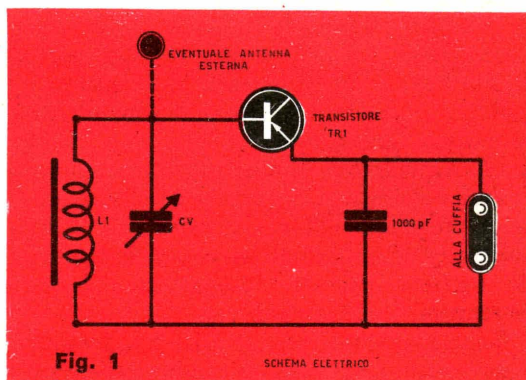 EVENTUALE ANTENNA
ESTERNA
TRANSISTORE
TR1
L1
CV
1000 pF
ALLA CUFFIA
Fig. 1
SCHEMA ELETTRICO